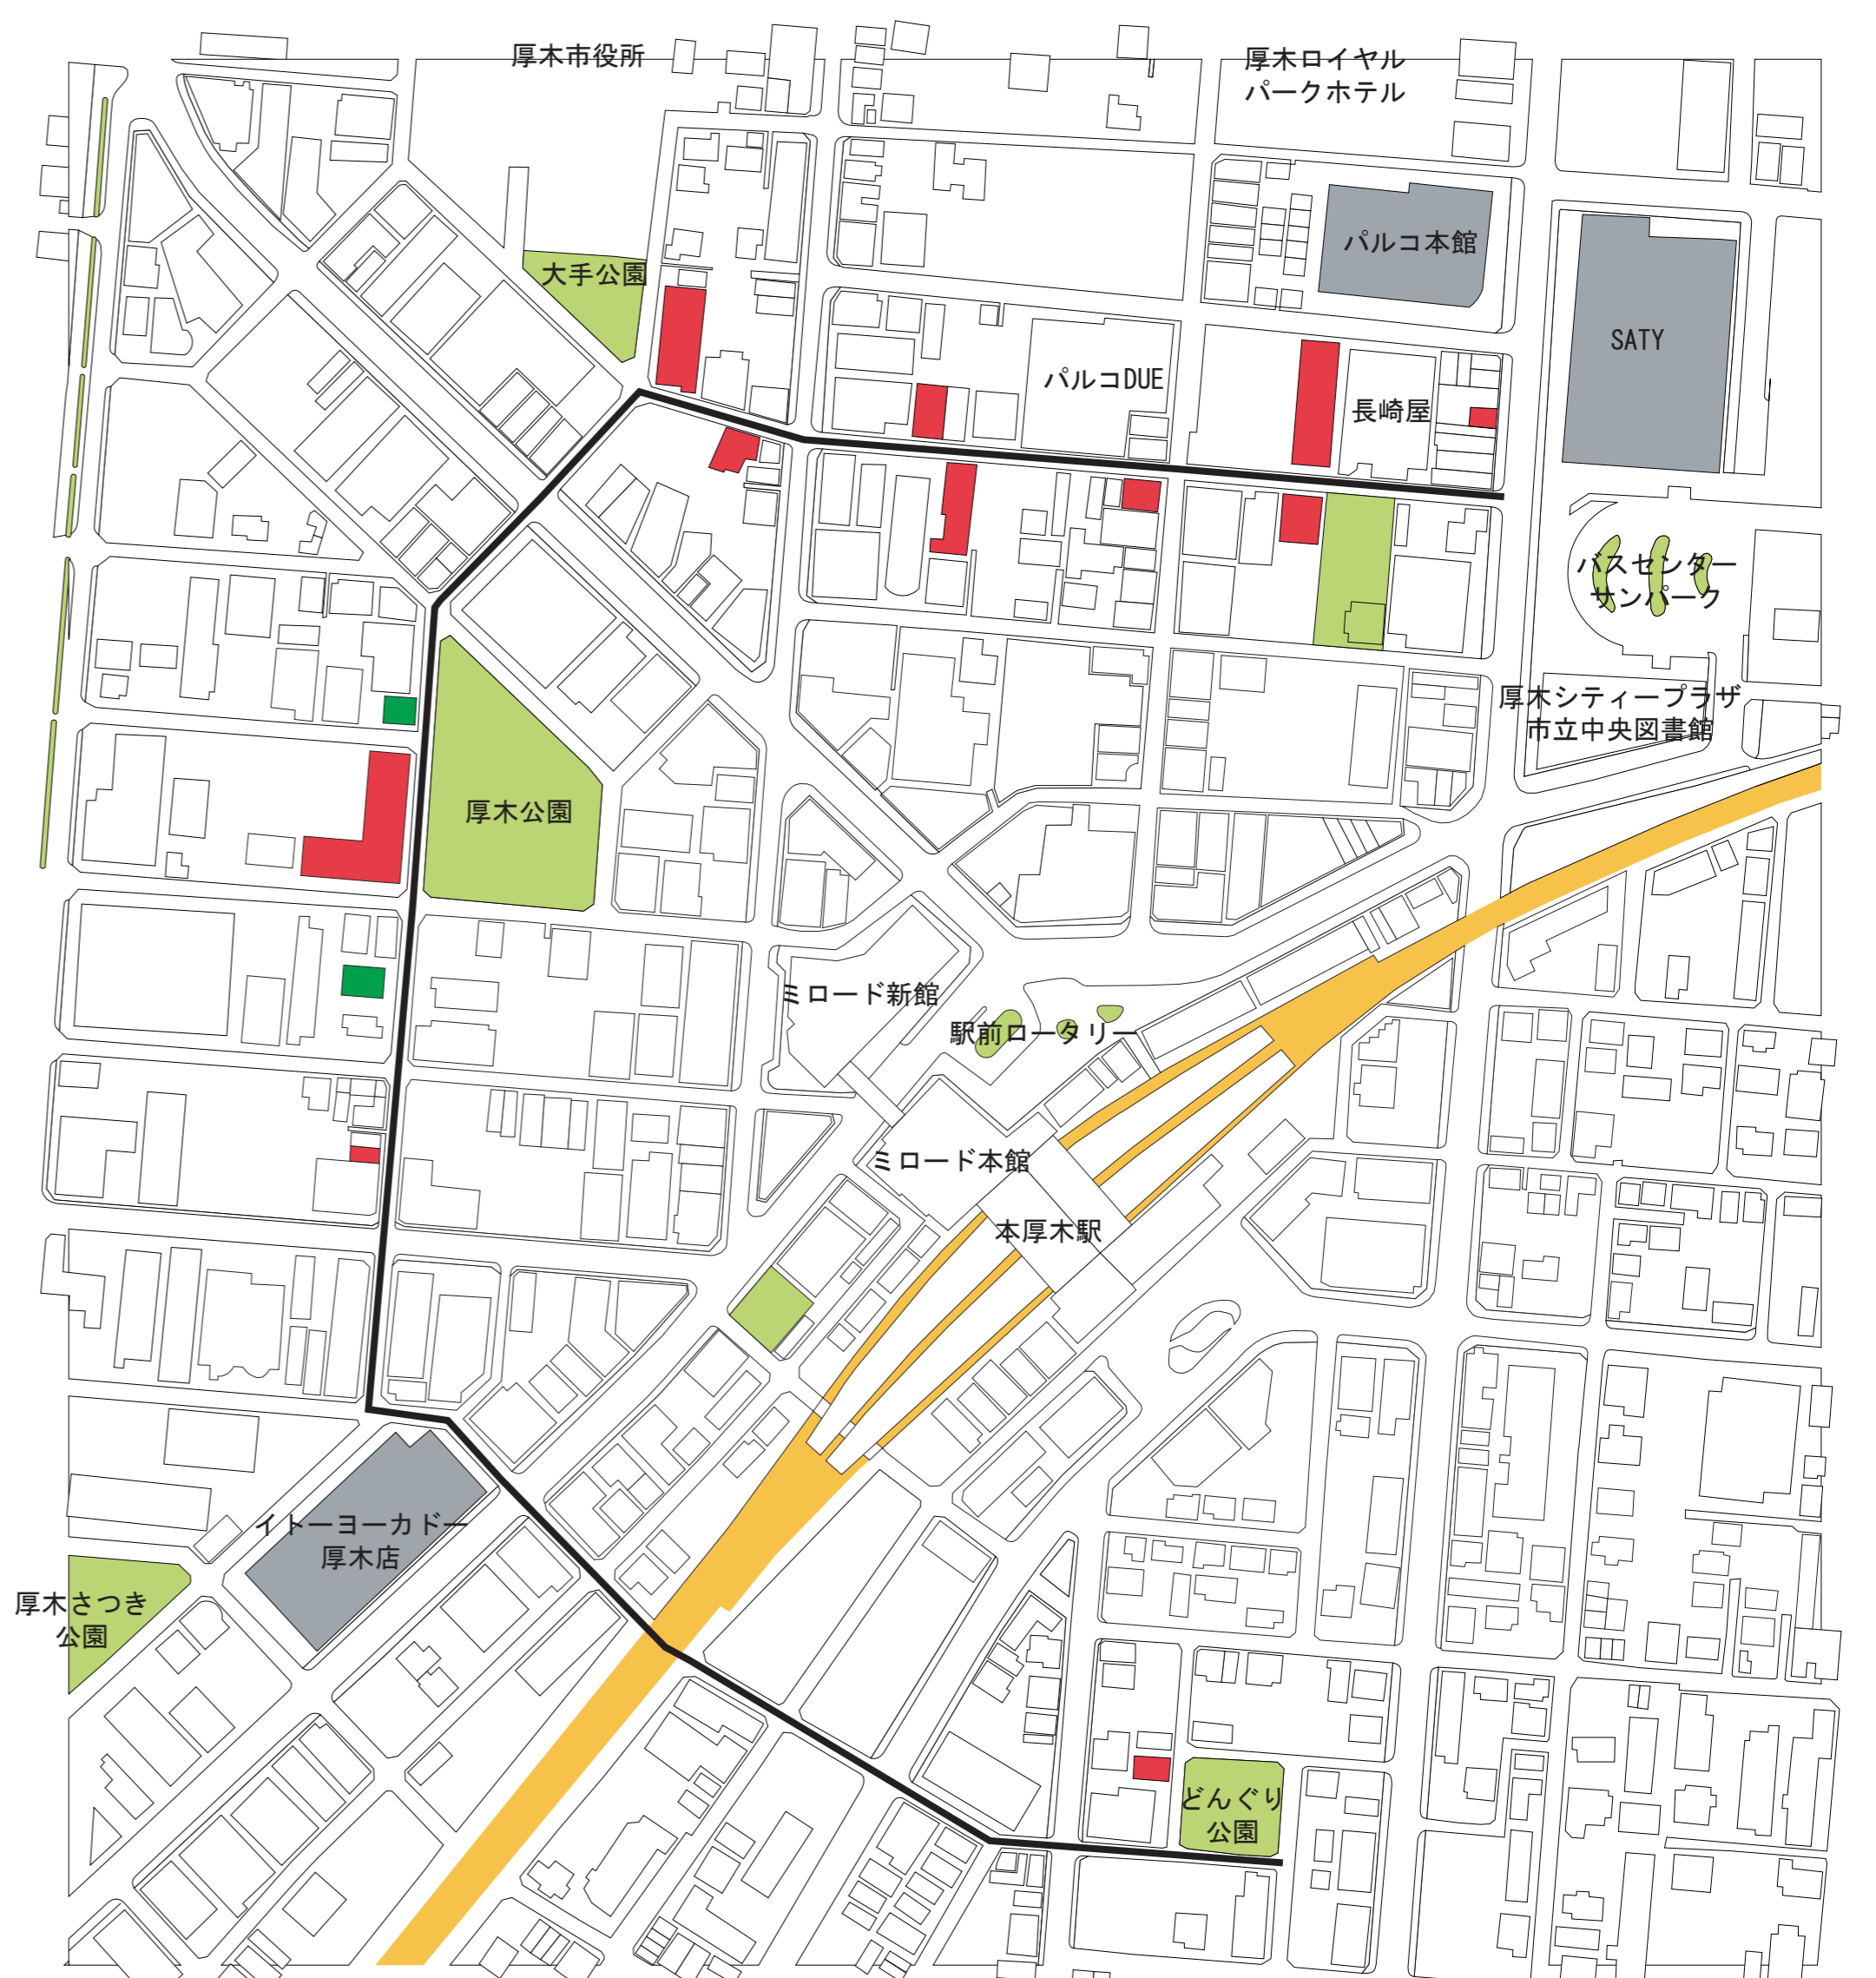 厚木市役所
厚木ロイヤル
パークホテル
パルコ本館
大手公園
SATY
パルコDUE
長崎屋
バスセンター
サンパーク
厚木シティープラザ
市立中央図書館
厚木公園
ミロード新館
駅前ロータリー
ミロード本館
本厚木駅
イトーヨーカドー
厚木店
厚木さつき
公園
どんぐり
公園